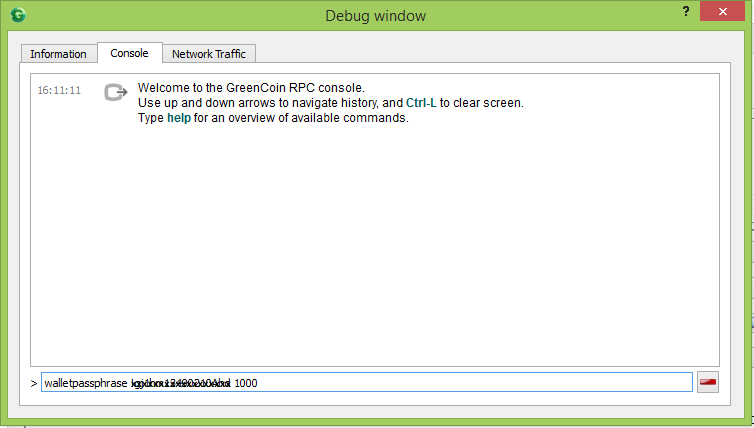 Debug window
?
Information
Console
Network Traffic
16:11:11
Welcome to the GreenCoin RPC console.
Use up and down arrows to navigate history, and Ctrl-L to clear screen.
Type help for an overview of available commands.
> walletpassphrase 1000